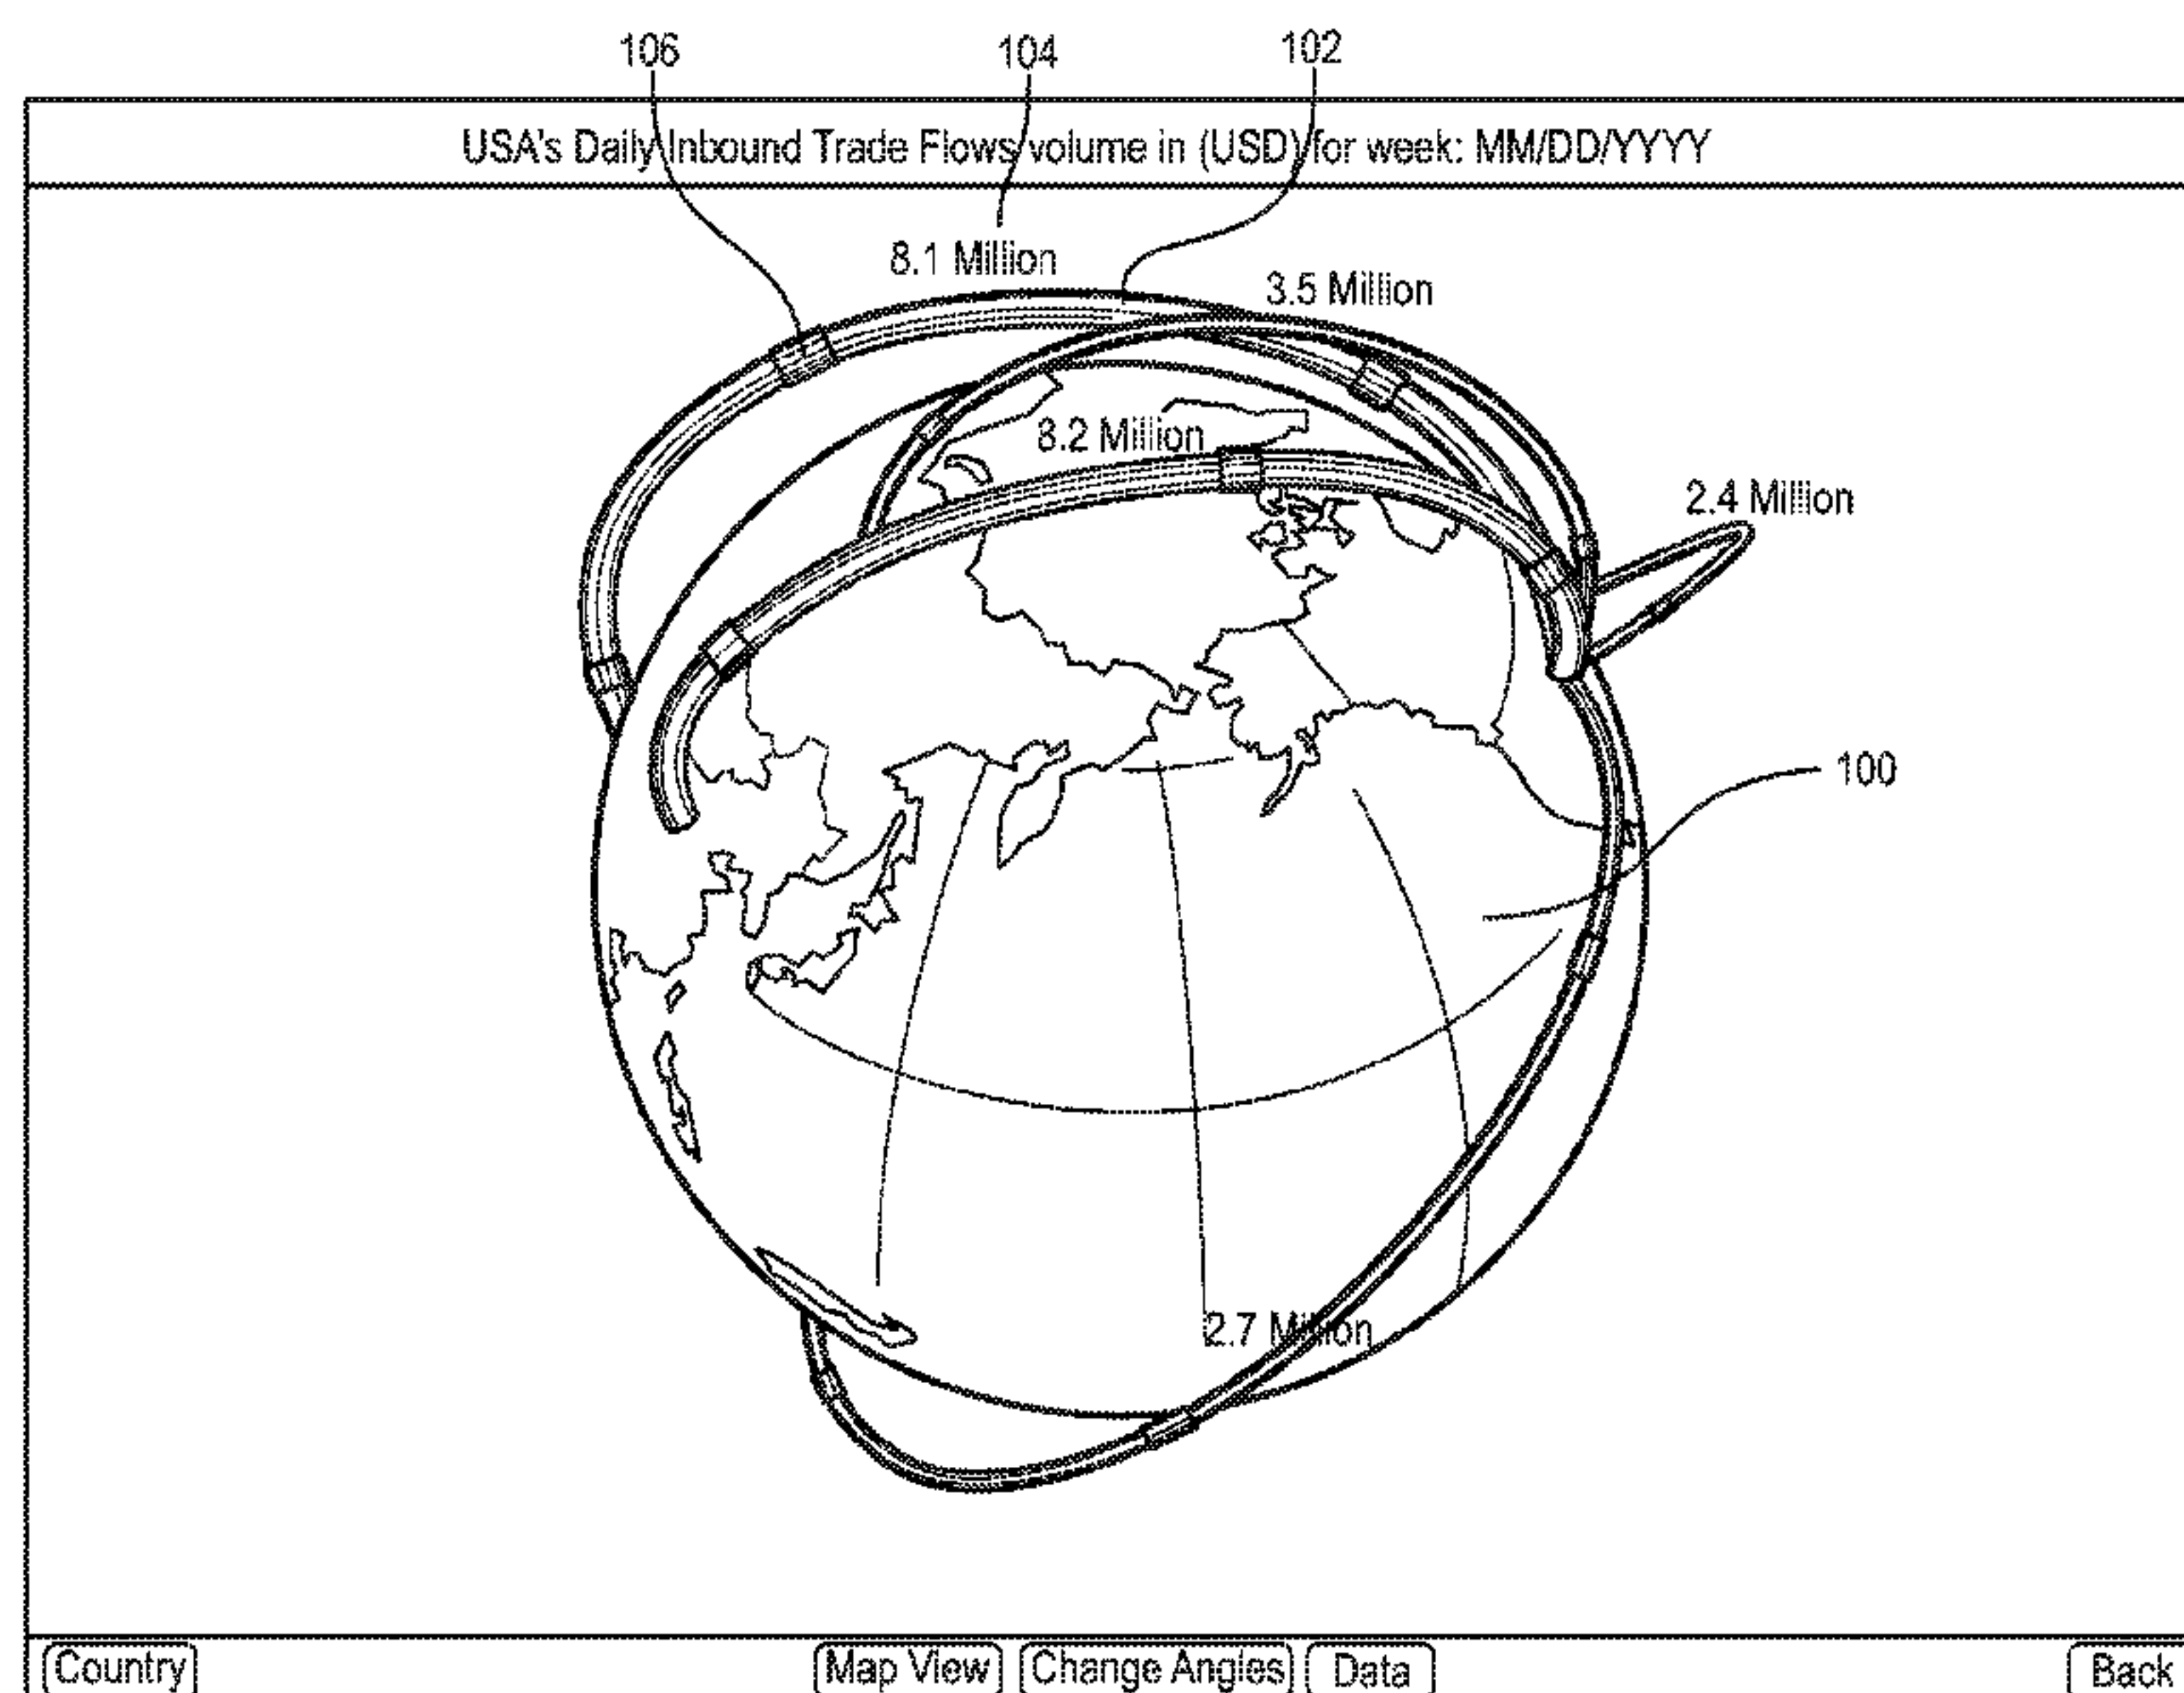 106 104 102
USA's Daily Inbound Trade Flows volume in (USD) for week: MM/DD/YYYY
8.1 Million
3.5 Million
8.2 Million
2.4 Million
100
2.7 Million
Country Map View Change Angles Data Back